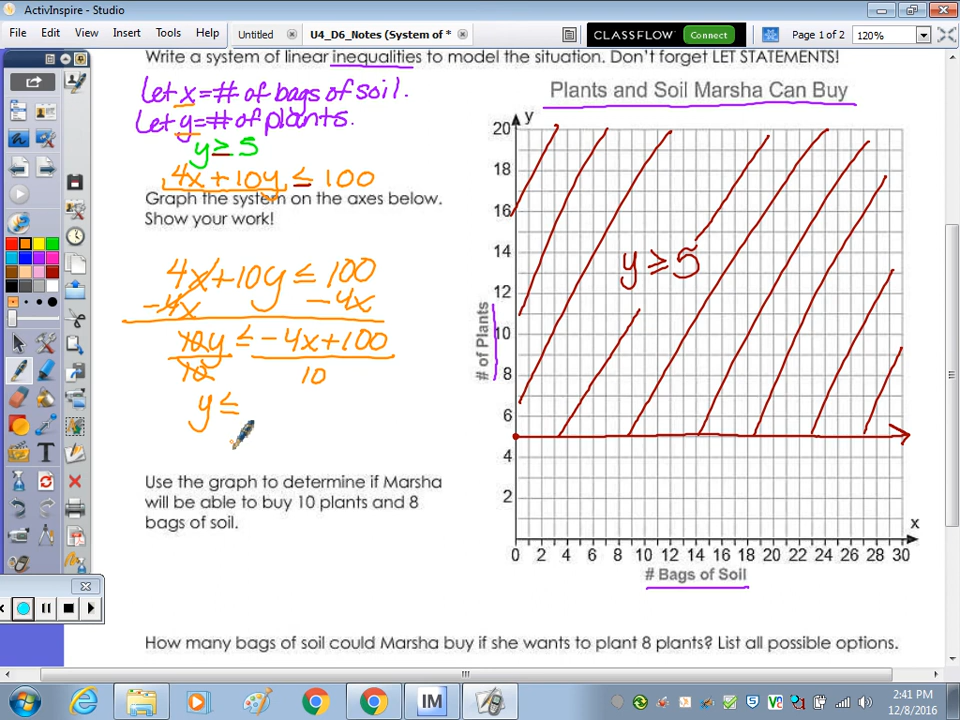 ActivInspire - Studio
File Edit View Insert Tools Help Untitled U4_D6_Notes (System of * CLASSFLOW Connect Page 1 of 2 120%
Write a system of linear inequalities to model the situation. Don't forget LET STATEMENTS!
let x = # of bags of soil.
Let y = # of plants.
y ≥ 5
4x + 10y ≤ 100
Graph the system on the axes below.
Show your work!
4x + 10y ≤ 100
-4x -4x
10y ≤ -4x + 100
10 10
y ≤
Use the graph to determine if Marsha
will be able to buy 10 plants and 8
bags of soil.
Plants and Soil Marsha Can Buy
y
20
18
16
14
12
10
8
6
4
2
# of Plants
y ≥ 5
x
0 2 4 6 8 10 12 14 16 18 20 22 24 26 28 30
# Bags of Soil
How many bags of soil could Marsha buy if she wants to plant 8 plants? List all possible options.
IM
2:41 PM
12/8/2016